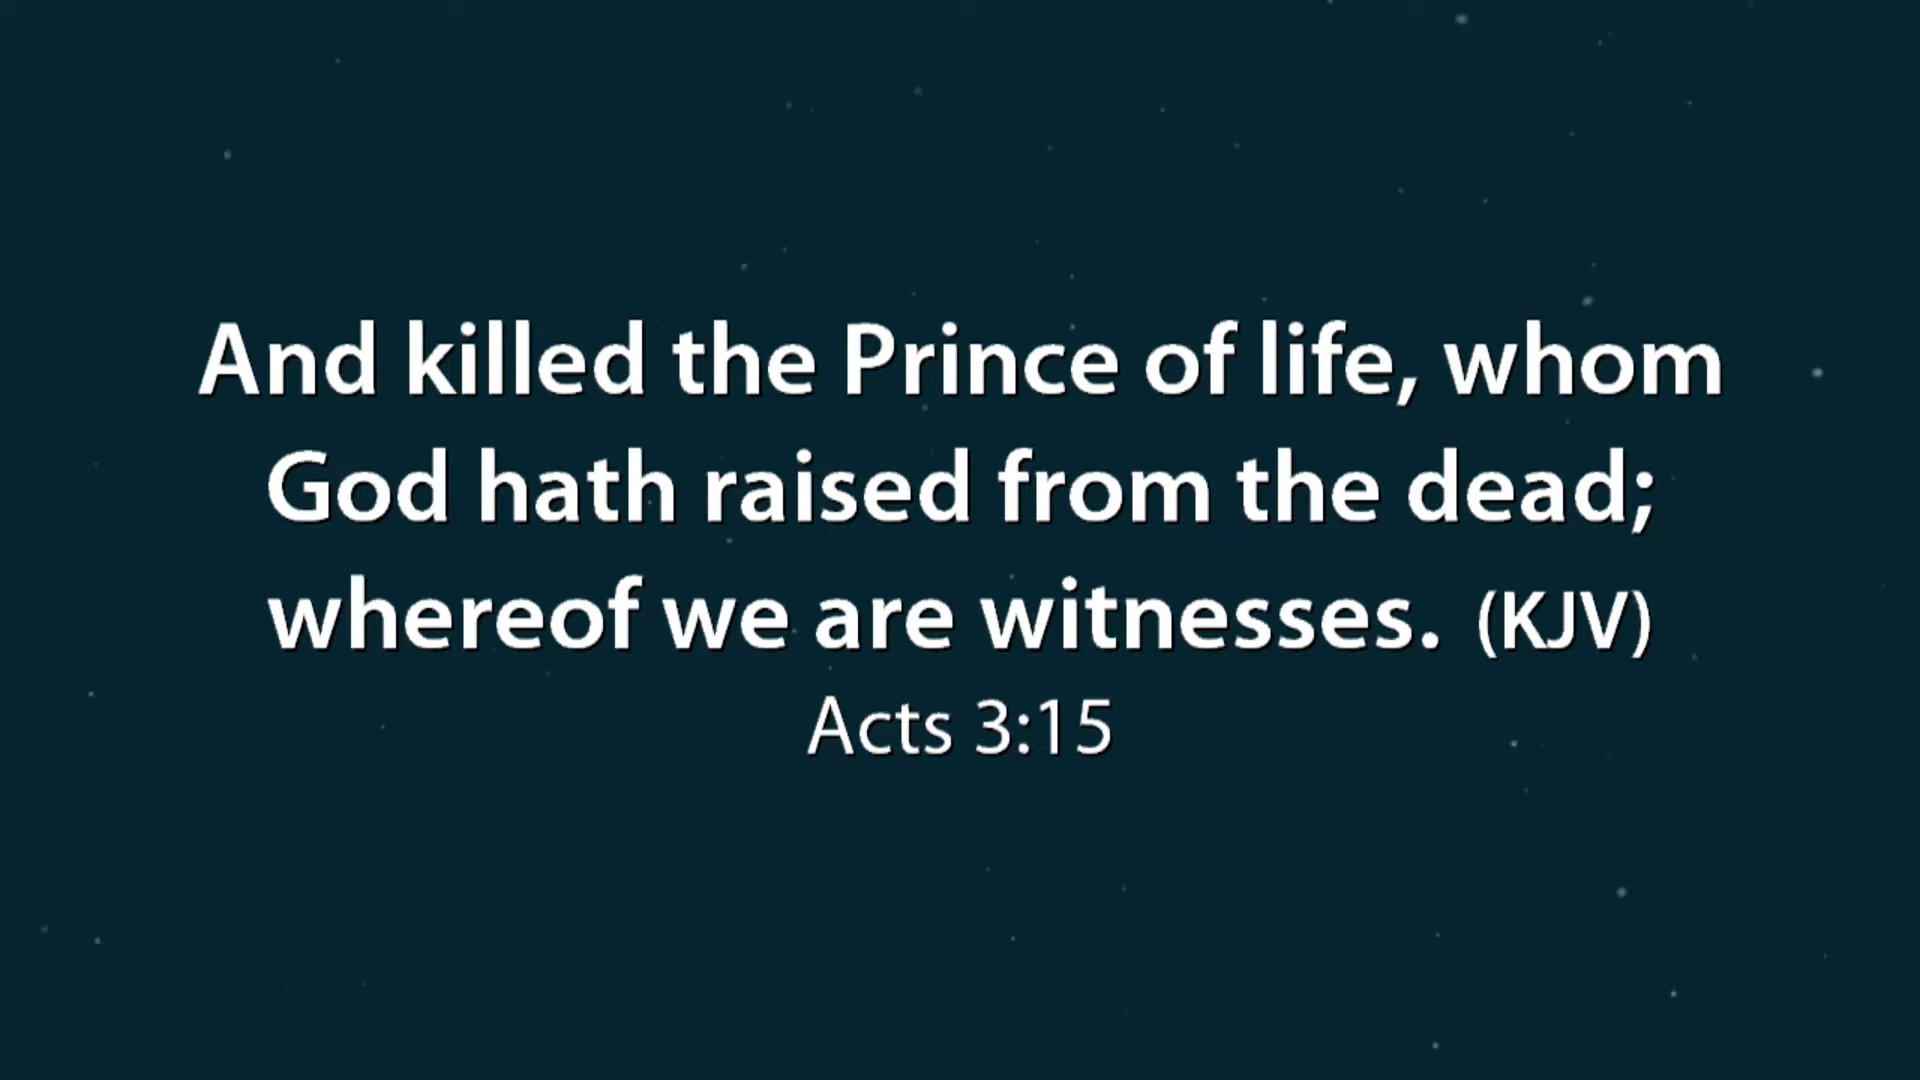 And killed the Prince of life, whom
God hath raised from the dead;
whereof we are witnesses. (KJV)
Acts 3:15